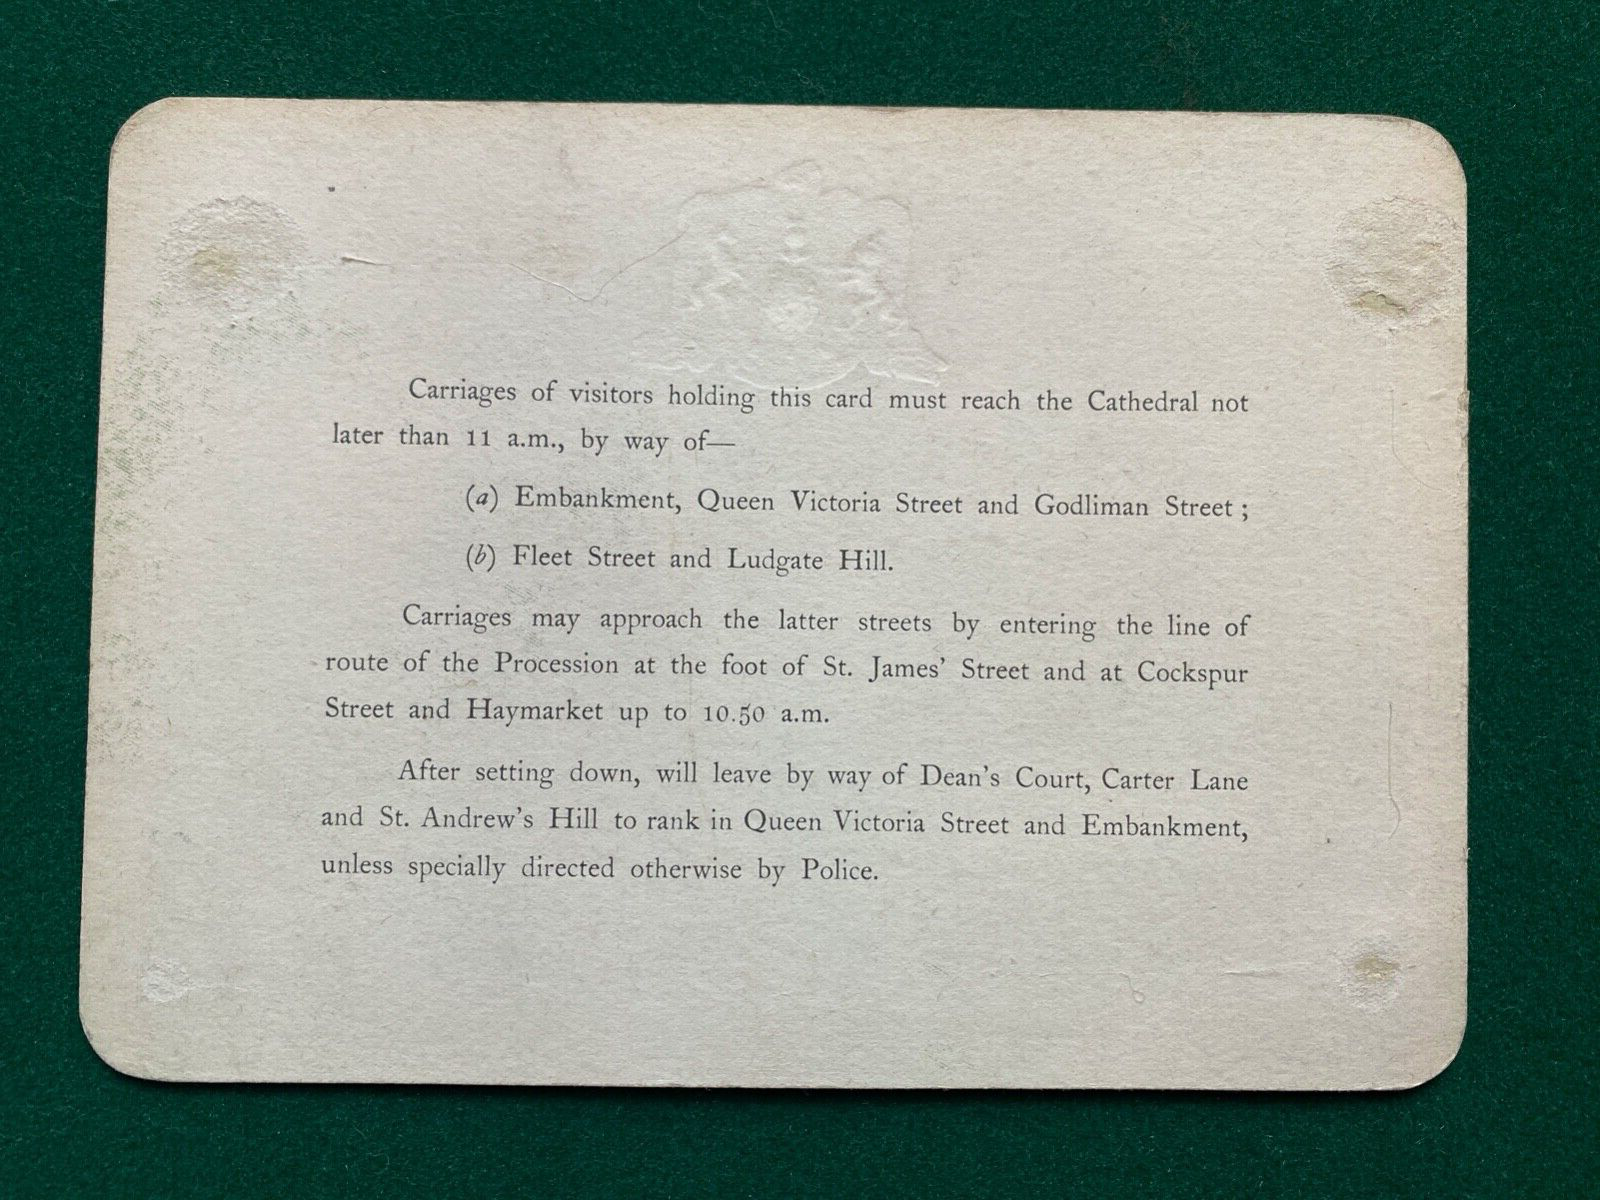 Carriages of visitors holding this card must reach the Cathedral not
later than 11 a.m., by way of—
(a) Embankment, Queen Victoria Street and Godliman Street;
(b) Fleet Street and Ludgate Hill.
Carriages may approach the latter streets by entering the line of
route of the Procession at the foot of St. James' Street and at Cockspur
Street and Haymarket up to 10.50 a.m.
After setting down, will leave by way of Dean's Court, Carter Lane
and St. Andrew's Hill to rank in Queen Victoria Street and Embankment,
unless specially directed otherwise by Police.